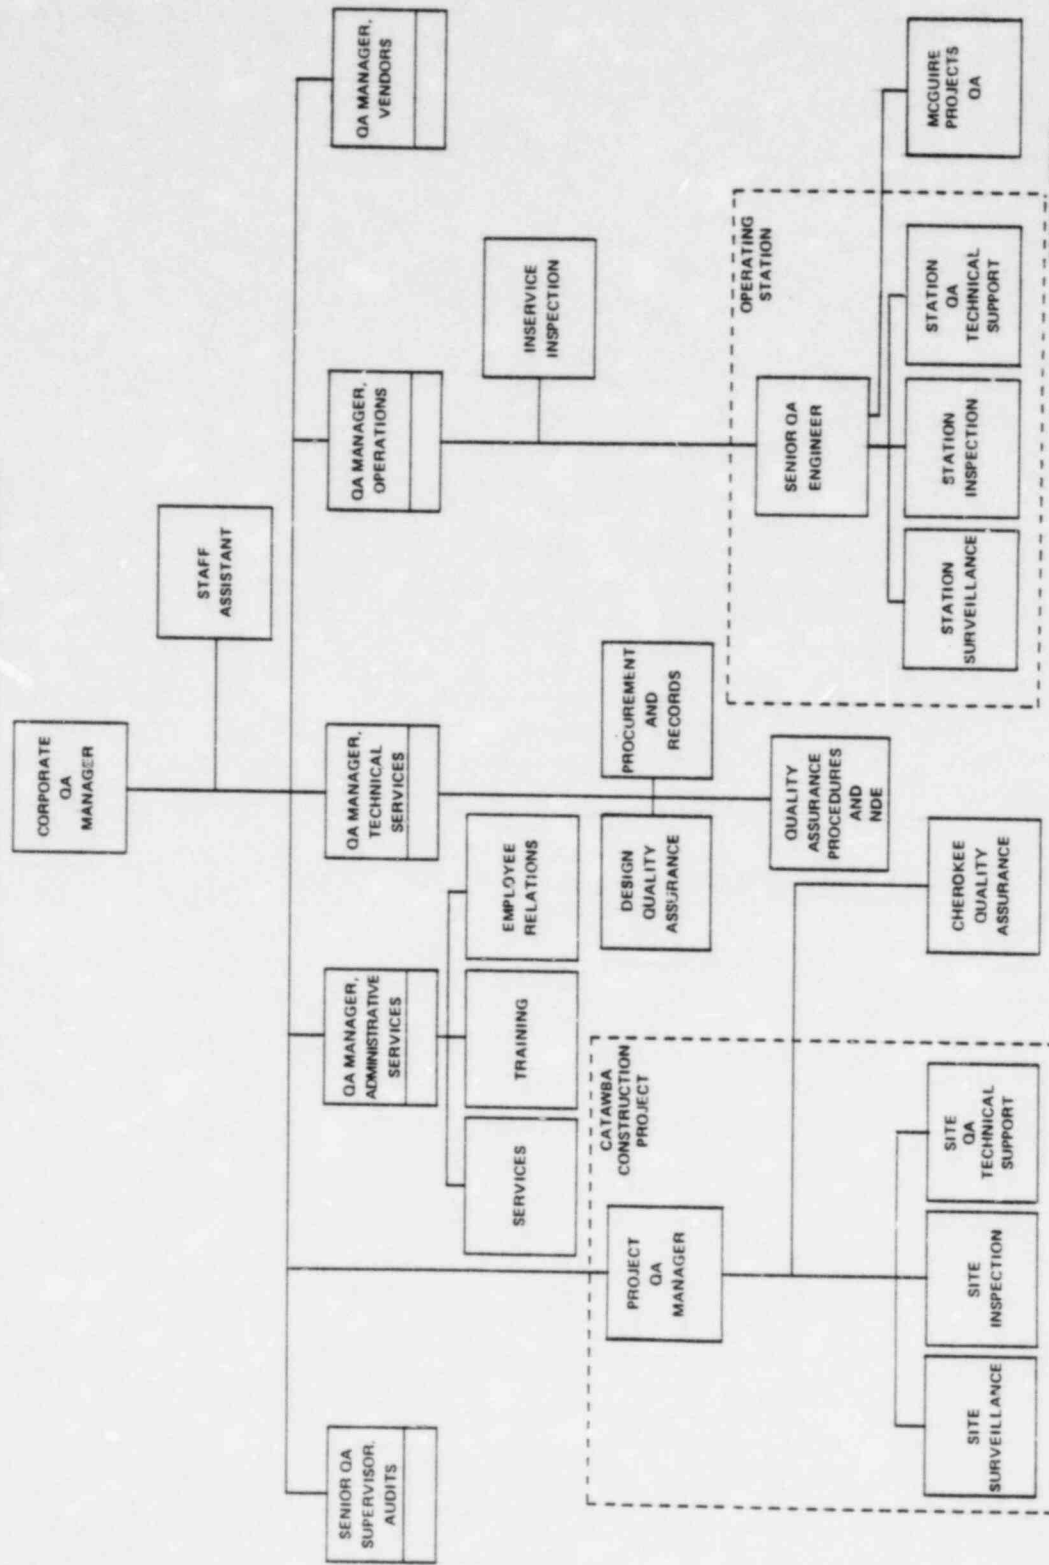 CORPORATE
QA
MANAGER
STAFF
ASSISTANT
SENIOR QA
SUPERVISOR.
AUDITS
QA MANAGER,
ADMINISTRATIVE
SERVICES
QA MANAGER,
TECHNICAL
SERVICES
QA MANAGER,
OPERATIONS
QA MANAGER,
VENDORS
SERVICES
TRAINING
EMPLOYEE
RELATIONS
INSERVICE
INSPECTION
CATAWBA
CONSTRUCTION
PROJECT
PROJECT
QA
MANAGER
DESIGN
QUALITY
ASSURANCE
PROCUREMENT
AND
RECORDS
QUALITY
ASSURANCE
PROCEDURES
AND
NDE
OPERATING
STATION
SENIOR QA
ENGINEER
SITE
SURVEILLANCE
SITE
INSPECTION
SITE
QA
TECHNICAL
SUPPORT
CHEROKEE
QUALITY
ASSURANCE
STATION
SURVEILLANCE
STATION
INSPECTION
STATION
QA
TECHNICAL
SUPPORT
MCGUIRE
PROJECTS
QA